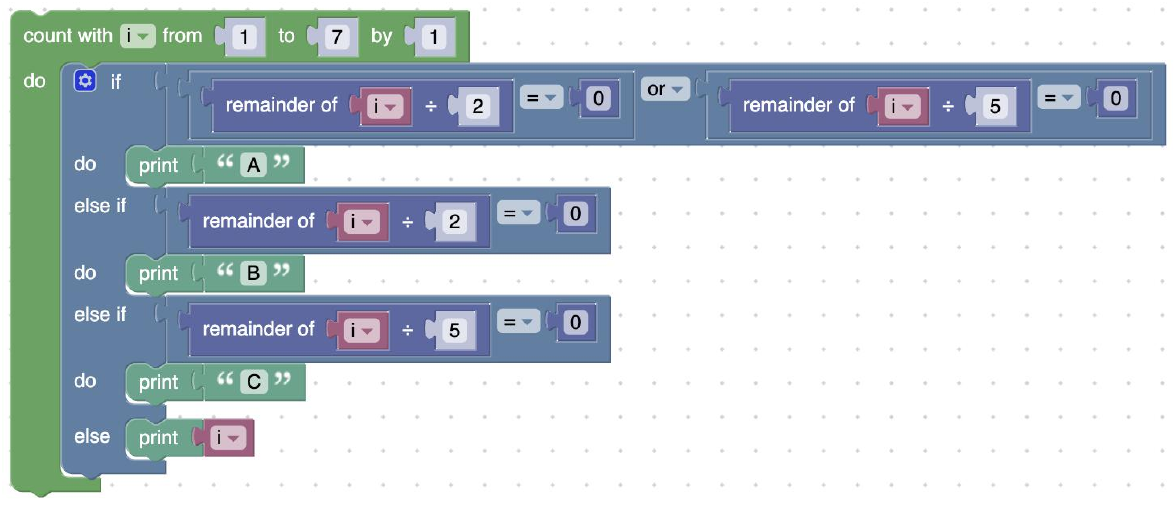 count with i from 1 to 7 by 1
do if remainder of i ÷ 2 = 0 or remainder of i ÷ 5 = 0
do print “ A ”
else if remainder of i ÷ 2 = 0
do print “ B ”
else if remainder of i ÷ 5 = 0
do print “ C ”
else print i